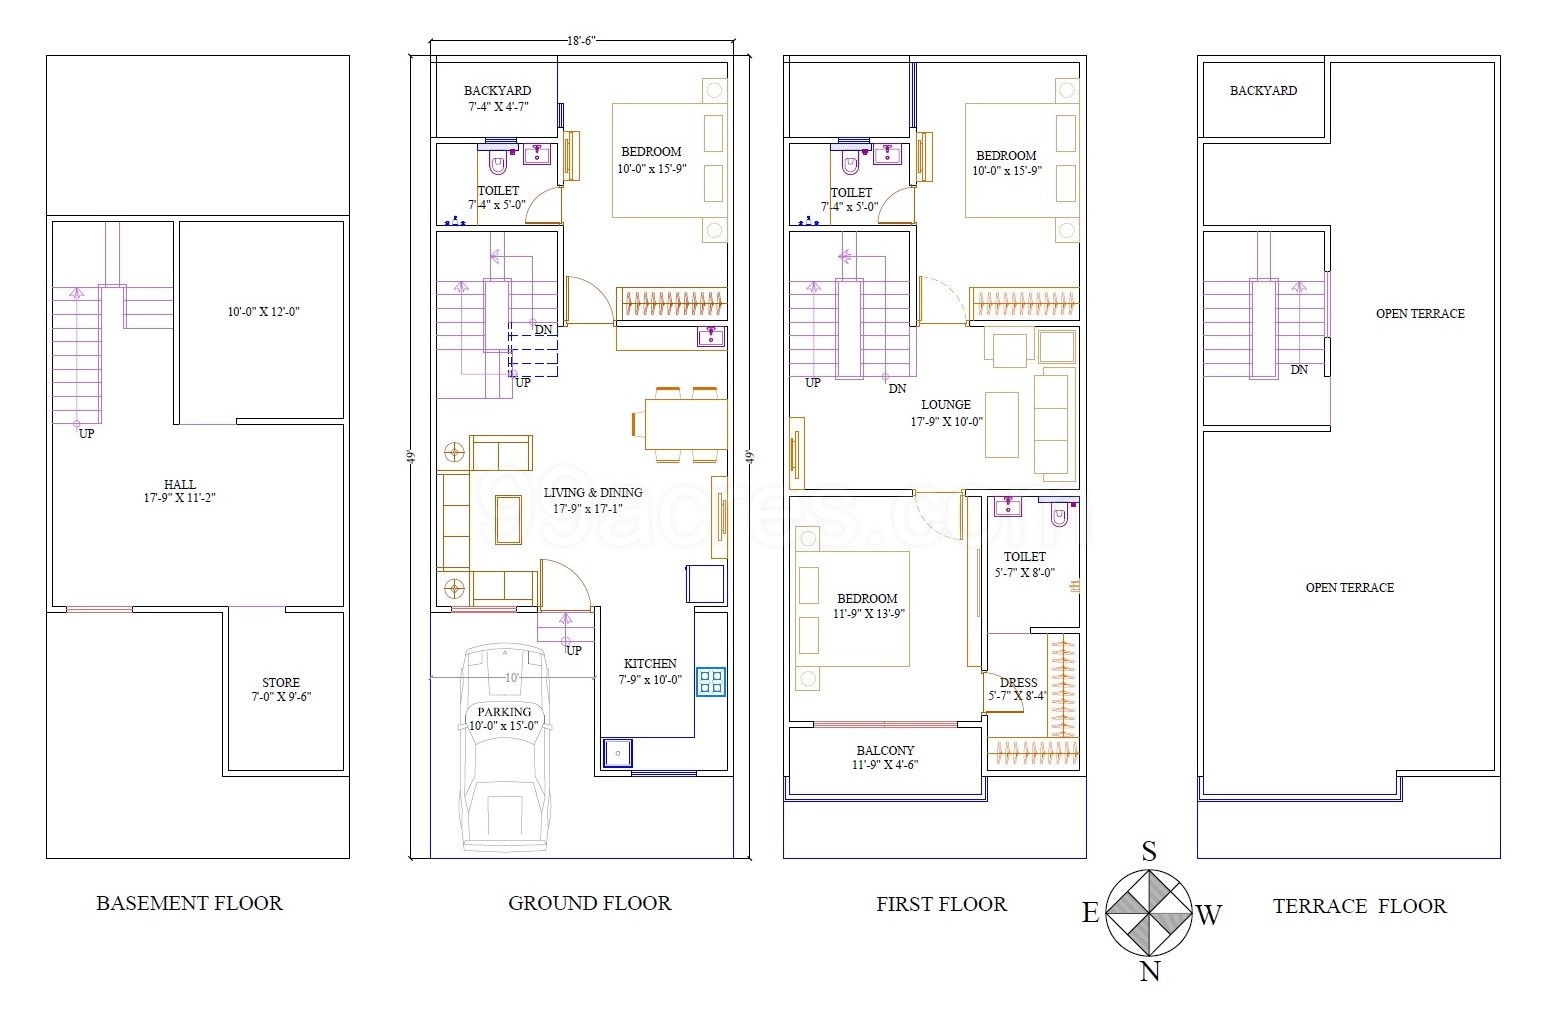 10'-0" X 12'-0"
UP
HALL
17'-9" X 11'-2"
STORE
7'-0" X 9'-6"
BASEMENT FLOOR
18'-6"
49'
49'
BACKYARD
7'-4" X 4'-7"
BEDROOM
10'-0" x 15'-9"
TOILET
7'-4" x 5'-0"
DN
UP
LIVING & DINING
17'-9" x 17'-1"
UP
10'
KITCHEN
7'-9" x 10'-0"
PARKING
10'-0" x 15'-0"
GROUND FLOOR
BEDROOM
10'-0" x 15'-9"
TOILET
7'-4" x 5'-0"
UP
DN
LOUNGE
17'-9" X 10'-0"
TOILET
5'-7" X 8'-0"
BEDROOM
11'-9" X 13'-9"
DRESS
5'-7" X 8'-4"
BALCONY
11'-9" X 4'-6"
FIRST FLOOR
BACKYARD
OPEN TERRACE
DN
OPEN TERRACE
TERRACE FLOOR
S
E
W
N
99acres.com